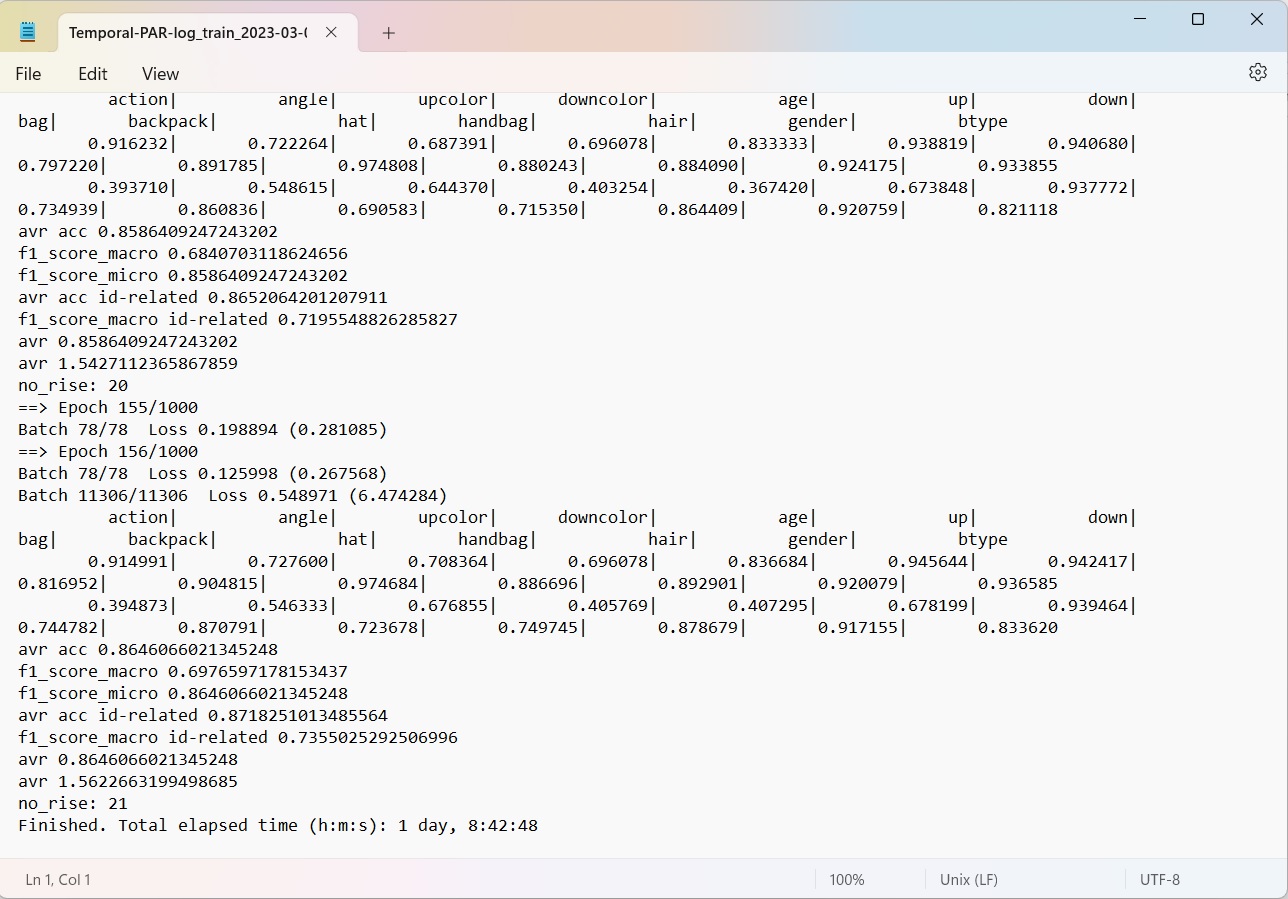 Temporal-PAR-log_train_2023-03-(
File Edit View
action| angle| upcolor| downcolor| age| up| down|
bag| backpack| hat| handbag| hair| gender| btype
0.916232| 0.722264| 0.687391| 0.696078| 0.833333| 0.938819| 0.940680|
0.797220| 0.891785| 0.974808| 0.880243| 0.884090| 0.924175| 0.933855
0.393710| 0.548615| 0.644370| 0.403254| 0.367420| 0.673848| 0.937772|
0.734939| 0.860836| 0.690583| 0.715350| 0.864409| 0.920759| 0.821118
avr acc 0.8586409247243202
f1_score_macro 0.6840703118624656
f1_score_micro 0.8586409247243202
avr acc id-related 0.8652064201207911
f1_score_macro id-related 0.7195548826285827
avr 0.8586409247243202
avr 1.5427112365867859
no_rise: 20
==> Epoch 155/1000
Batch 78/78  Loss 0.198894 (0.281085)
==> Epoch 156/1000
Batch 78/78  Loss 0.125998 (0.267568)
Batch 11306/11306  Loss 0.548971 (6.474284)
action| angle| upcolor| downcolor| age| up| down|
bag| backpack| hat| handbag| hair| gender| btype
0.914991| 0.727600| 0.708364| 0.696078| 0.836684| 0.945644| 0.942417|
0.816952| 0.904815| 0.974684| 0.886696| 0.892901| 0.920079| 0.936585
0.394873| 0.546333| 0.676855| 0.405769| 0.407295| 0.678199| 0.939464|
0.744782| 0.870791| 0.723678| 0.749745| 0.878679| 0.917155| 0.833620
avr acc 0.8646066021345248
f1_score_macro 0.6976597178153437
f1_score_micro 0.8646066021345248
avr acc id-related 0.8718251013485564
f1_score_macro id-related 0.7355025292506996
avr 0.8646066021345248
avr 1.5622663199498685
no_rise: 21
Finished. Total elapsed time (h:m:s): 1 day, 8:42:48
Ln 1, Col 1 100% Unix (LF) UTF-8